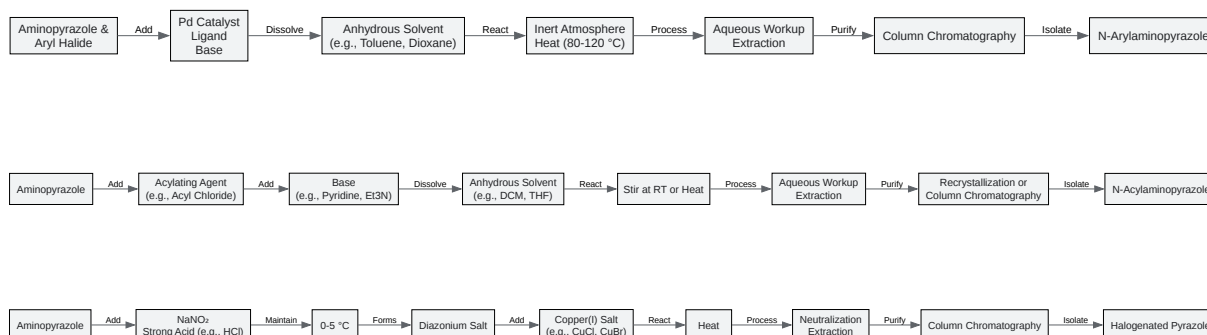 Aminopyrazole &
Aryl Halide
Add
Pd Catalyst
Ligand
Base
Dissolve
Anhydrous Solvent
(e.g., Toluene, Dioxane)
React
Inert Atmosphere
Heat (80-120 °C)
Process
Aqueous Workup
Extraction
Purify
Column Chromatography
Isolate
N-Arylaminopyrazole
Aminopyrazole
Add
Acylating Agent
(e.g., Acyl Chloride)
Add
Base
(e.g., Pyridine, Et3N)
Dissolve
Anhydrous Solvent
(e.g., DCM, THF)
React
Stir at RT or Heat
Process
Aqueous Workup
Extraction
Purify
Recrystallization or
Column Chromatography
Isolate
N-Acylaminopyrazole
Aminopyrazole
Add
NaNO₂
Strong Acid (e.g., HCl)
Maintain
0-5 °C
Forms
Diazonium Salt
Add
Copper(I) Salt
(e.g., CuCl, CuBr)
React
Heat
Process
Neutralization
Extraction
Purify
Column Chromatography
Isolate
Halogenated Pyrazole